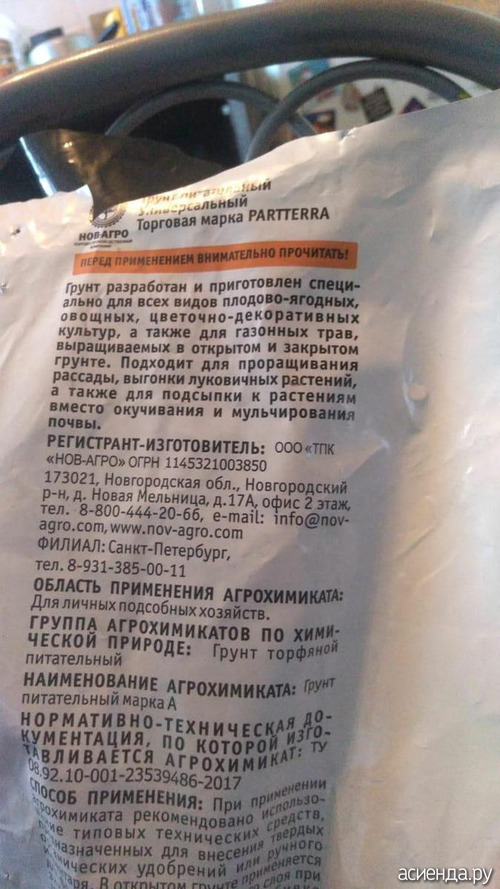 Универсальный
Торговая марка PARTTERRA
НОВ-АГРО
ПЕРЕД ПРИМЕНЕНИЕМ ВНИМАТЕЛЬНО ПРОЧИТАТЬ!
Грунт разработан и приготовлен специ-
ально для всех видов плодово-ягодных,
овощных, цветочно-декоративных
культур, а также для газонных трав,
выращиваемых в открытом и закрытом
грунте. Подходит для проращивания
рассады, выгонки луковичных растений,
а также для подсыпки к растениям
вместо окучивания и мульчирования
почвы.
РЕГИСТРАНТ-ИЗГОТОВИТЕЛЬ: ООО «ТПК
«НОВ-АГРО» ОГРН 1145321003850
173021, Новгородская обл., Новгородский
р-н, д. Новая Мельница, д.17А, офис 2 этаж,
тел. 8-800-444-20-66, e-mail: info@nov-
agro.com, www.nov-agro.com
ФИЛИАЛ: Санкт-Петербург,
тел. 8-931-385-00-11
ОБЛАСТЬ ПРИМЕНЕНИЯ АГРОХИМИКАТА:
Для личных подсобных хозяйств.
ГРУППА АГРОХИМИКАТОВ ПО ХИМИ-
ЧЕСКОЙ ПРИРОДЕ: Грунт торфяной
питательный
НАИМЕНОВАНИЕ АГРОХИМИКАТА: Грунт
питательный марка А
НОРМАТИВНО-ТЕХНИЧЕСКАЯ ДО-
КУМЕНТАЦИЯ, ПО КОТОРОЙ ИЗГО-
ТАВЛИВАЕТСЯ АГРОХИМИКАТ: ТУ
08.92.10-001-23539486-2017
СПОСОБ ПРИМЕНЕНИЯ: При применении
агрохимиката рекомендовано использо-
типовых технических средств,
для внесения твердых
удобрений или ручного
В открытом грунте применяется
при
асиенда.ру